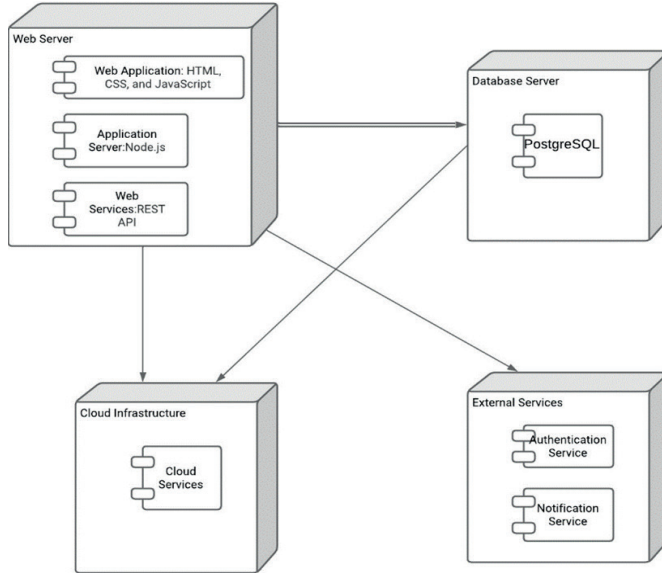 Web Server
Web Application: HTML,
CSS, and JavaScript
Application
Server:Node.js
Web
Services:REST
API
Database Server
PostgreSQL
Cloud Infrastructure
Cloud
Services
External Services
Authentication
Service
Notification
Service